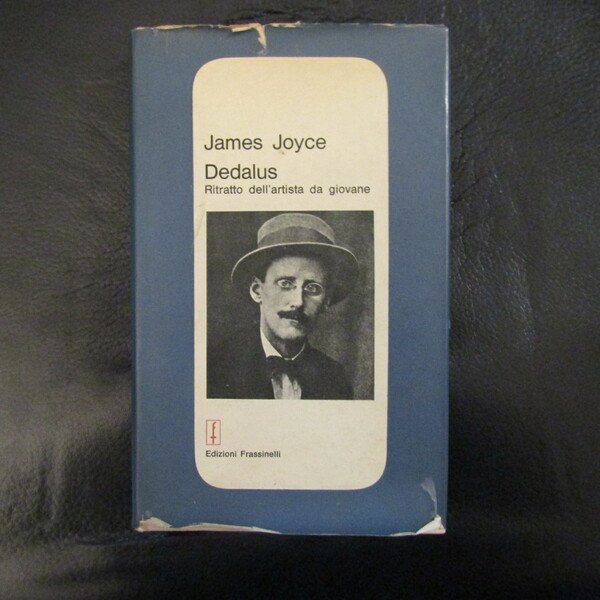 James Joyce
Dedalus
Ritratto dell'artista da giovane
f
Edizioni Frassinelli